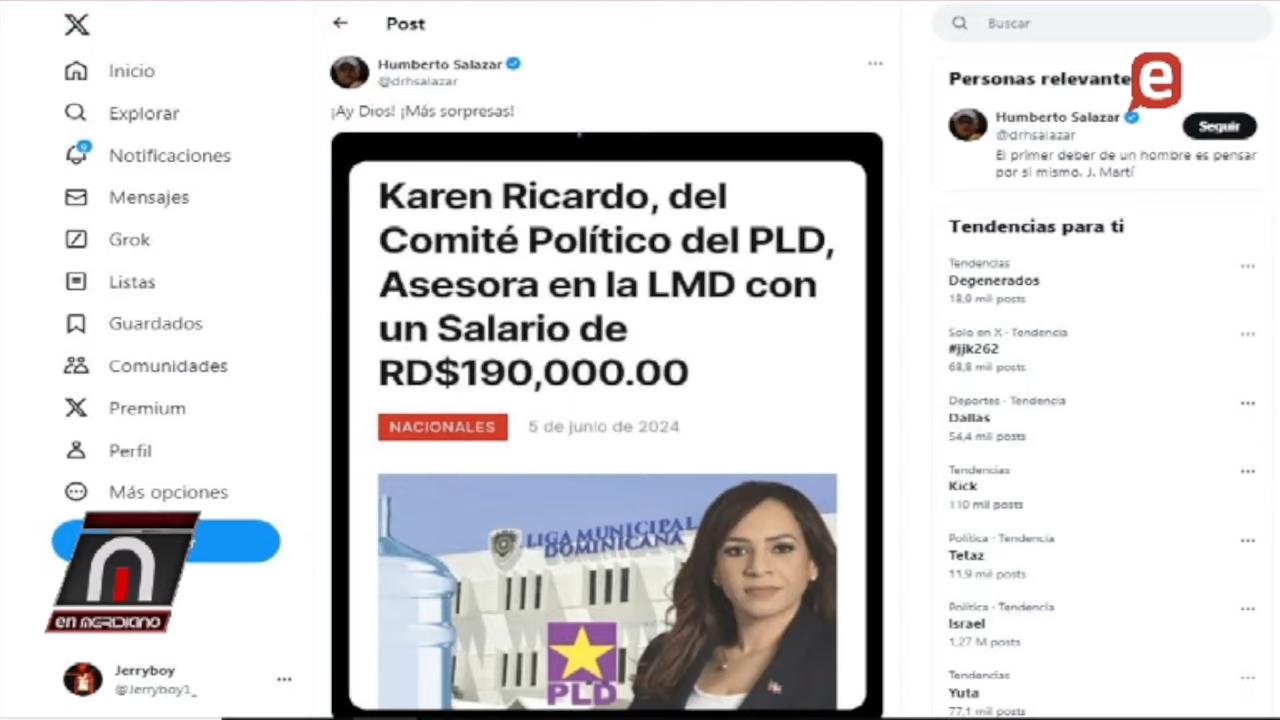 Inicio
Explorar
Notificaciones
Mensajes
Grok
Listas
Guardados
Comunidades
Premium
Perfil
Más opciones
en MERIDIANO
Jerryboy
@Jerryboy1_
Post
Humberto Salazar
@drhsalazar
¡Ay Dios! ¡Más sorpresas!
Karen Ricardo, del
Comité Político del PLD,
Asesora en la LMD con
un Salario de
RD$190,000.00
NACIONALES 5 de junio de 2024
LIGA MUNICIPAL
DOMINICANA
PLD
Buscar
Personas relevante
e
Humberto Salazar
@drhsalazar
Seguir
El primer deber de un hombre es pensar
por si mismo. J. Martí
Tendencias para ti
Tendencias
Degenerados
18,9 mil posts
Solo en X · Tendencia
#jjk262
68,8 mil posts
Deportes · Tendencia
Dallas
54,4 mil posts
Tendencias
Kick
110 mil posts
Política · Tendencia
Tetaz
11,9 mil posts
Política · Tendencia
Israel
1,27 M posts
Tendencias
Yuta
77,1 mil posts